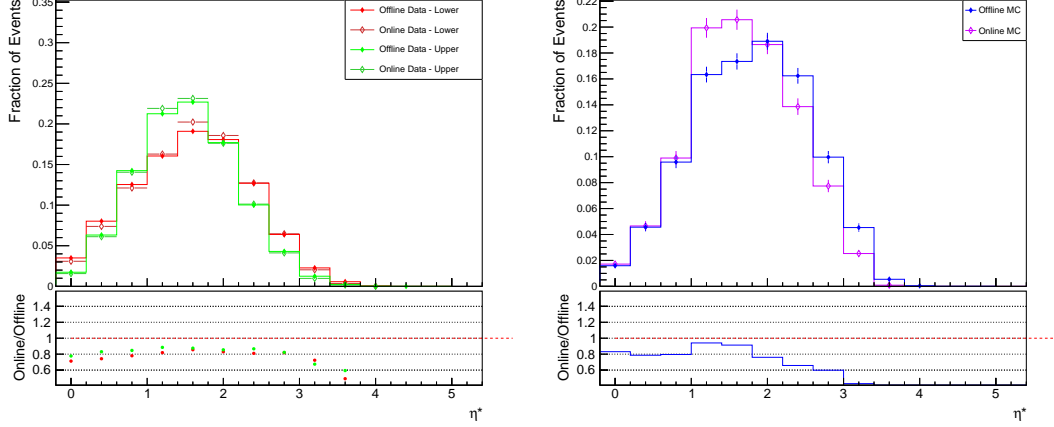 Fraction of Events
0.35
0.3
0.25
0.2
0.15
0.1
0.05
0
Offline Data - Lower
Online Data - Lower
Offline Data - Upper
Online Data - Upper
Online/Offline
1.4
1.2
1
0.8
0.6
0 1 2 3 4 5
η*
Fraction of Events
0.22
0.2
0.18
0.16
0.14
0.12
0.1
0.08
0.06
0.04
0.02
0
Offline MC
Online MC
Online/Offline
1.4
1.2
1
0.8
0.6
0 1 2 3 4 5
η*